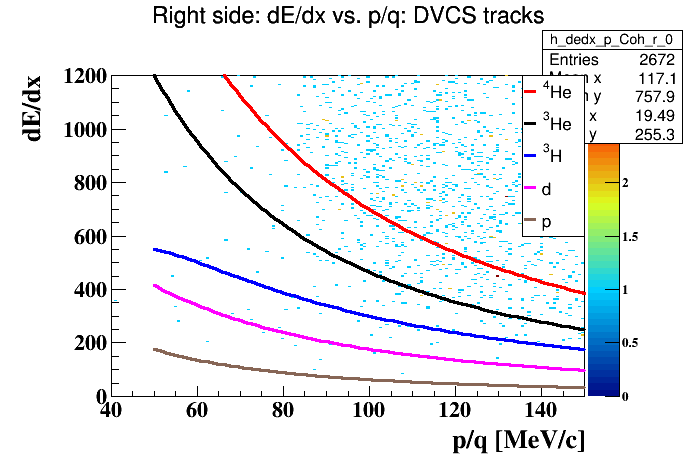 Right side: dE/dx vs. p/q: DVCS tracks
h_dedx_p_Coh_r_0
Entries 2672
x 117.1
y 757.9
x 19.49
y 255.3
dE/dx
1200
1000
800
600
400
200
0
⁴He
³He
³H
d
p
2
1.5
1
0.5
0
40 60 80 100 120 140
p/q [MeV/c]